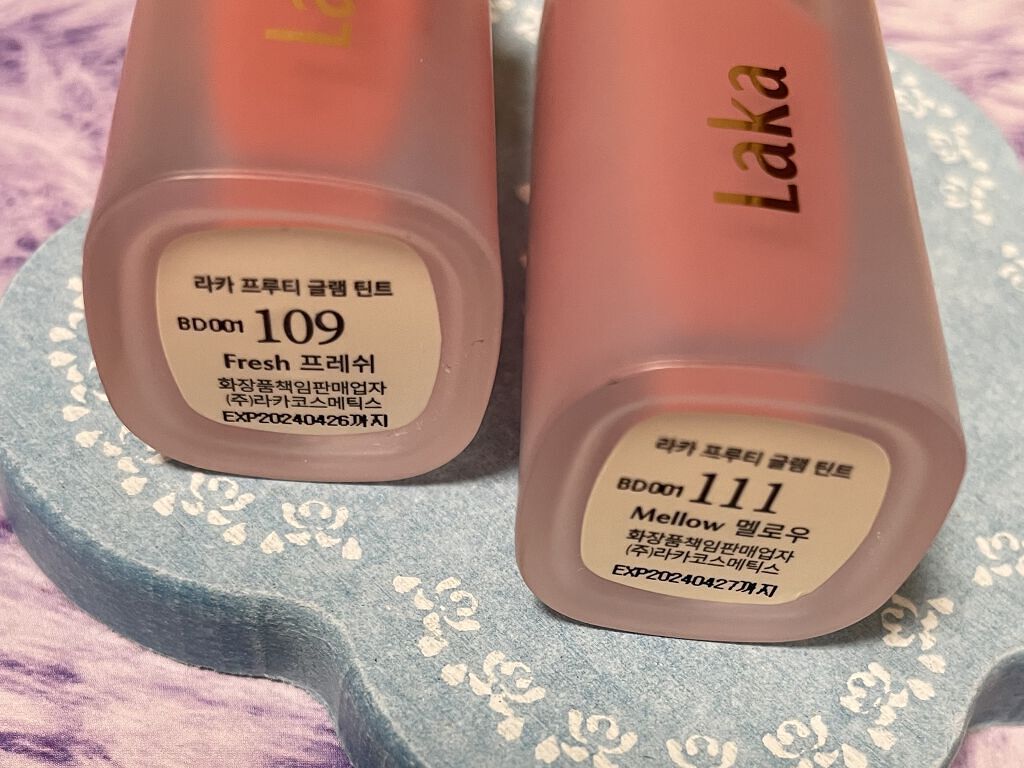 La
라카 프루티 글램 틴트
BD001 109
Fresh 프레쉬
화장품책임판매업자
(주)라카코스메틱스
EXP20240426까지
Laka
라카 프루티 글램 틴트
BD001 111
Mellow 멜로우
화장품책임판매업자
(주)라카코스메틱스
EXP20240427까지